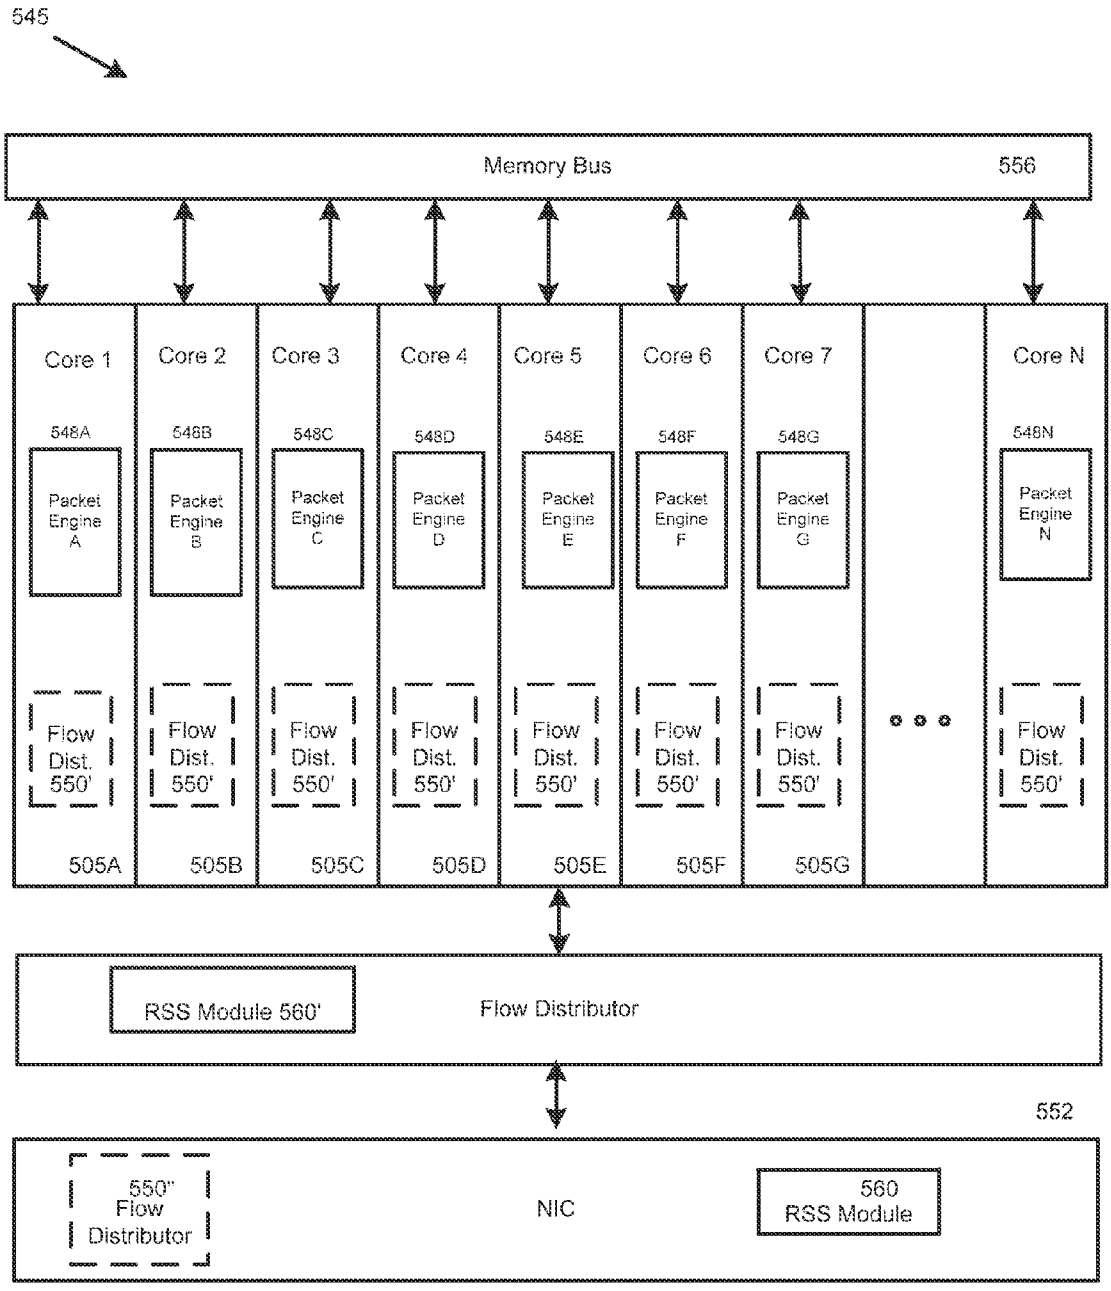 545
Memory Bus 556
Core 1 Core 2 Core 3 Core 4 Core 5 Core 6 Core 7 Core N
548A 548B 548C 548D 548E 548F 548G 548N
Packet Engine A
Packet Engine B
Packet Engine C
Packet Engine D
Packet Engine E
Packet Engine F
Packet Engine G
Packet Engine N
Flow Dist. 550'
Flow Dist. 550'
Flow Dist. 550'
Flow Dist. 550'
Flow Dist. 550'
Flow Dist. 550'
Flow Dist. 550'
Flow Dist. 550'
505A 505B 505C 505D 505E 505F 505G
RSS Module 560' Flow Distributor
552
550"
Flow
Distributor
NIC
560
RSS Module